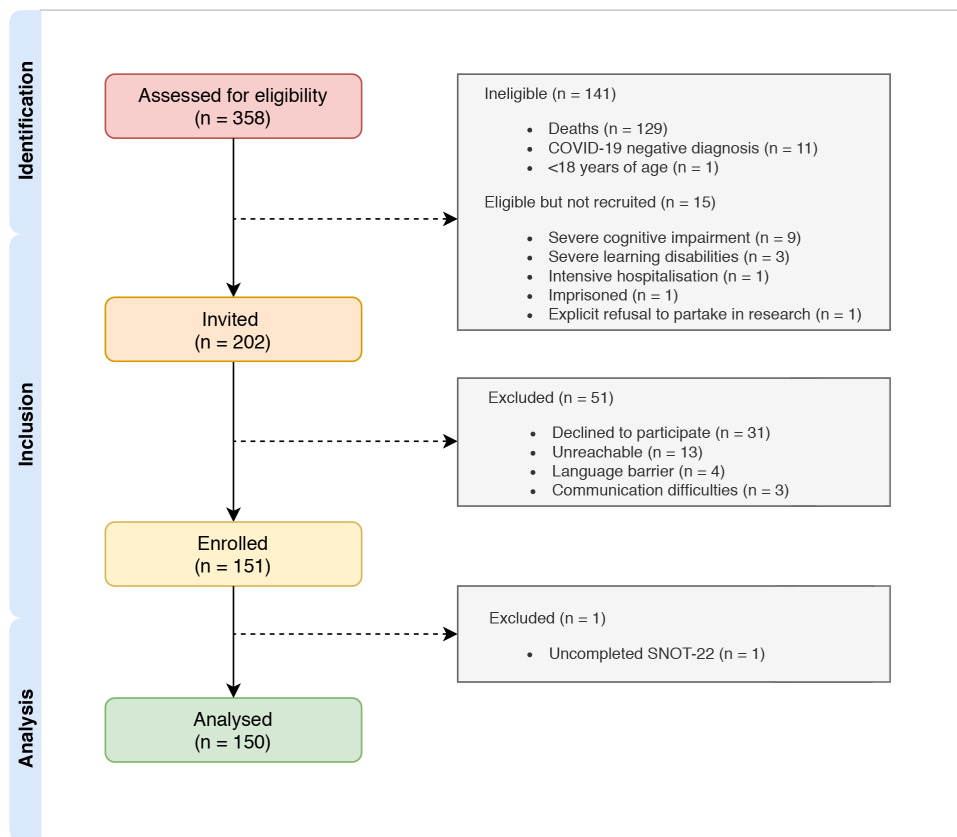 Identification
Assessed for eligibility
(n = 358)
Ineligible (n = 141)
• Deaths (n = 129)
• COVID-19 negative diagnosis (n = 11)
• <18 years of age (n = 1)
Eligible but not recruited (n = 15)
• Severe cognitive impairment (n = 9)
• Severe learning disabilities (n = 3)
• Intensive hospitalisation (n = 1)
• Imprisoned (n = 1)
• Explicit refusal to partake in research (n = 1)
Inclusion
Invited
(n = 202)
Excluded (n = 51)
• Declined to participate (n = 31)
• Unreachable (n = 13)
• Language barrier (n = 4)
• Communication difficulties (n = 3)
Enrolled
(n = 151)
Excluded (n = 1)
• Uncompleted SNOT-22 (n = 1)
Analysis
Analysed
(n = 150)